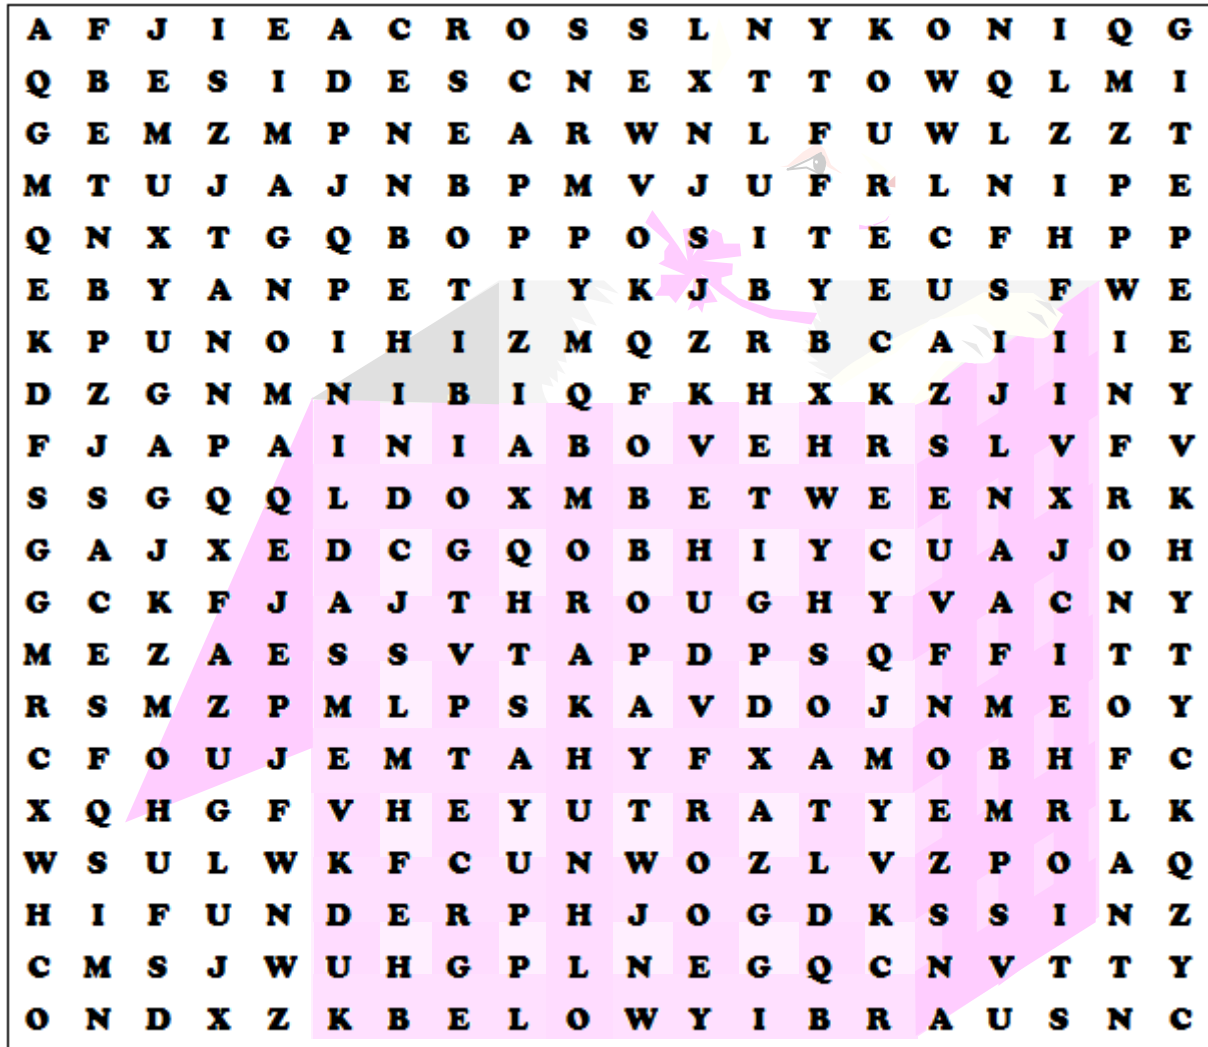 A F J I E A C R O S S L N Y K O N I Q G
Q B E S I D E S C N E X T T O W Q L M I
G E M Z M P N E A R W N L F U W L Z Z T
M T U J A J N B P M V J U F R L N I P E
Q N X T G Q B O P P O S I T E C F H P P
E B Y A N P E T I Y K J B Y E U S F W E
K P U N O I H I Z M Q Z R B C A I I I E
D Z G N M N I B I Q F K H X K Z J I N Y
F J A P A I N I A B O V E H R S L V F V
S S G Q Q L D O X M B E T W E E N X R K
G A J X E D C G Q O B H I Y C U A J O H
G C K F J A J T H R O U G H Y V A C N Y
M E Z A E S S V T A P D P S Q F F I T T
R S M Z P M L P S K A V D O J N M E O Y
C F O U J E M T A H Y F X A M O B H F C
X Q H G F V H E Y U T R A T Y E M R L K
W S U L W K F C U N W O Z L V Z P O A Q
H I F U N D E R P H J O G D K S S I N Z
C M S J W U H G P L N E G Q C N V T T Y
O N D X Z K B E L O W Y I B R A U S N C